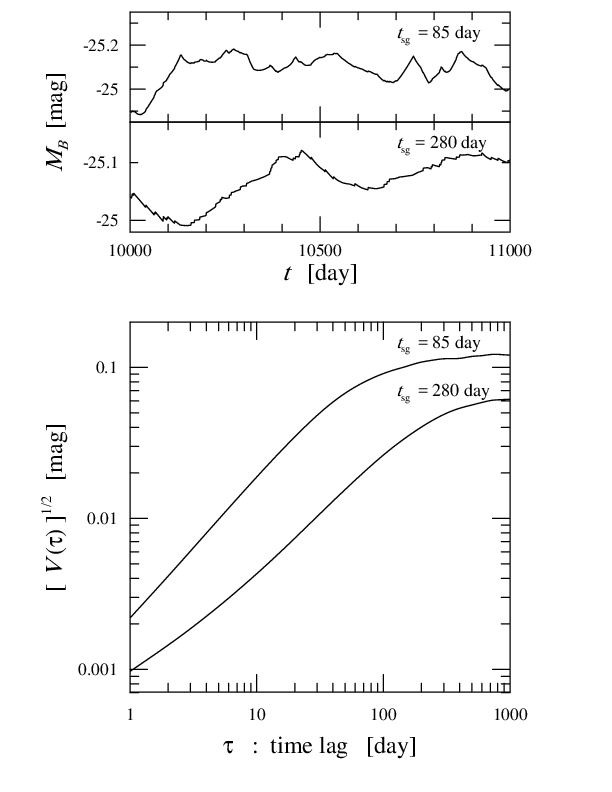 t_sg = 85 day
-25.2
-25
M_B [mag]
t_sg = 280 day
-25.1
-25
10000 10500 11000
t [day]
t_sg = 85 day
0.1
t_sg = 280 day
[ V(τ) ]^1/2 [mag]
0.01
0.001
1 10 100 1000
τ : time lag [day]